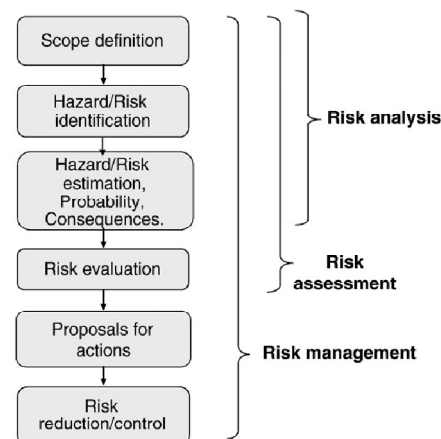 Scope definition
Hazard/Risk
identification
Hazard/Risk
estimation,
Probability,
Consequences.
Risk evaluation
Proposals for
actions
Risk
reduction/control
Risk analysis
Risk
assessment
Risk management